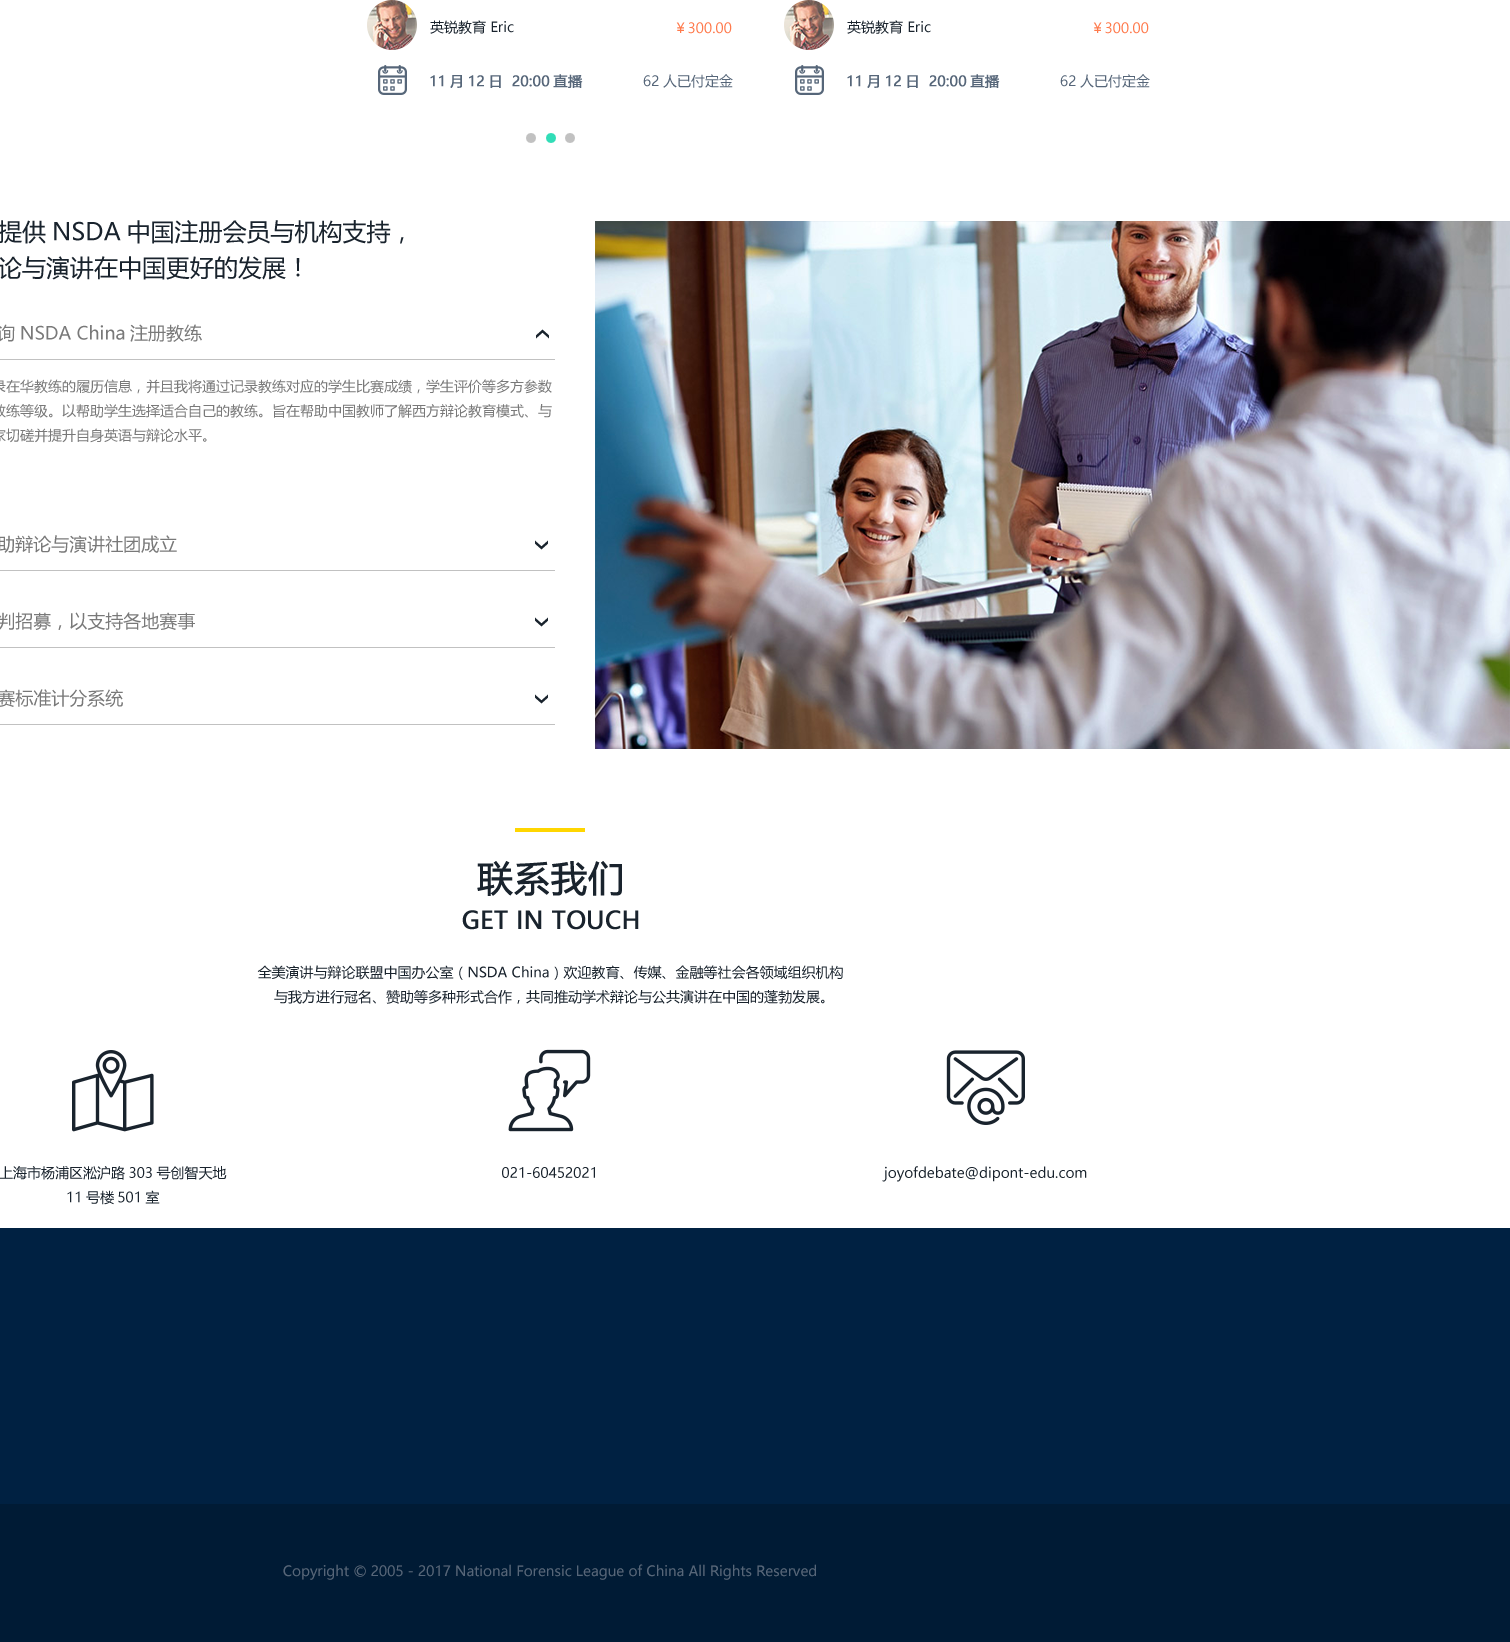 英锐教育 Eric
¥ 300.00
英锐教育 Eric
¥ 300.00
11 月 12 日 20:00 直播
62 人已付定金
11 月 12 日 20:00 直播
62 人已付定金
提供 NSDA 中国注册会员与机构支持，
论与演讲在中国更好的发展！
询 NSDA China 注册教练
录在华教练的履历信息，并且我将通过记录教练对应的学生比赛成绩，学生评价等多方参数
教练等级。以帮助学生选择适合自己的教练。旨在帮助中国教师了解西方辩论教育模式、与
家切磋并提升自身英语与辩论水平。
助辩论与演讲社团成立
判招募，以支持各地赛事
赛标准计分系统
联系我们
GET IN TOUCH
全美演讲与辩论联盟中国办公室（NSDA China）欢迎教育、传媒、金融等社会各领域组织机构
与我方进行冠名、赞助等多种形式合作，共同推动学术辩论与公共演讲在中国的蓬勃发展。
上海市杨浦区淞沪路 303 号创智天地
11 号楼 501 室
021-60452021
joyofdebate@dipont-edu.com
Copyright © 2005 - 2017 National Forensic League of China All Rights Reserved